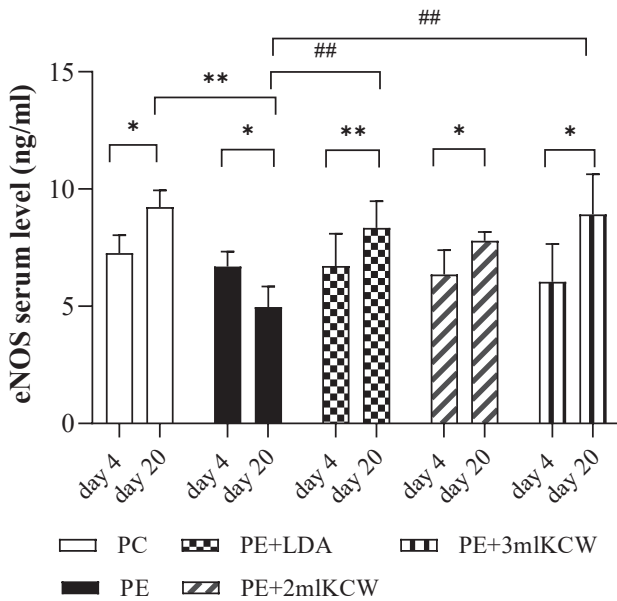 ##
##
**
* * ** * *
eNOS serum level (ng/ml)
15
10
5
0
day 4 day 20 day 4 day 20 day 4 day 20 day 4 day 20 day 4 day 20
PC PE+LDA PE+3mlKCW
PE PE+2mlKCW